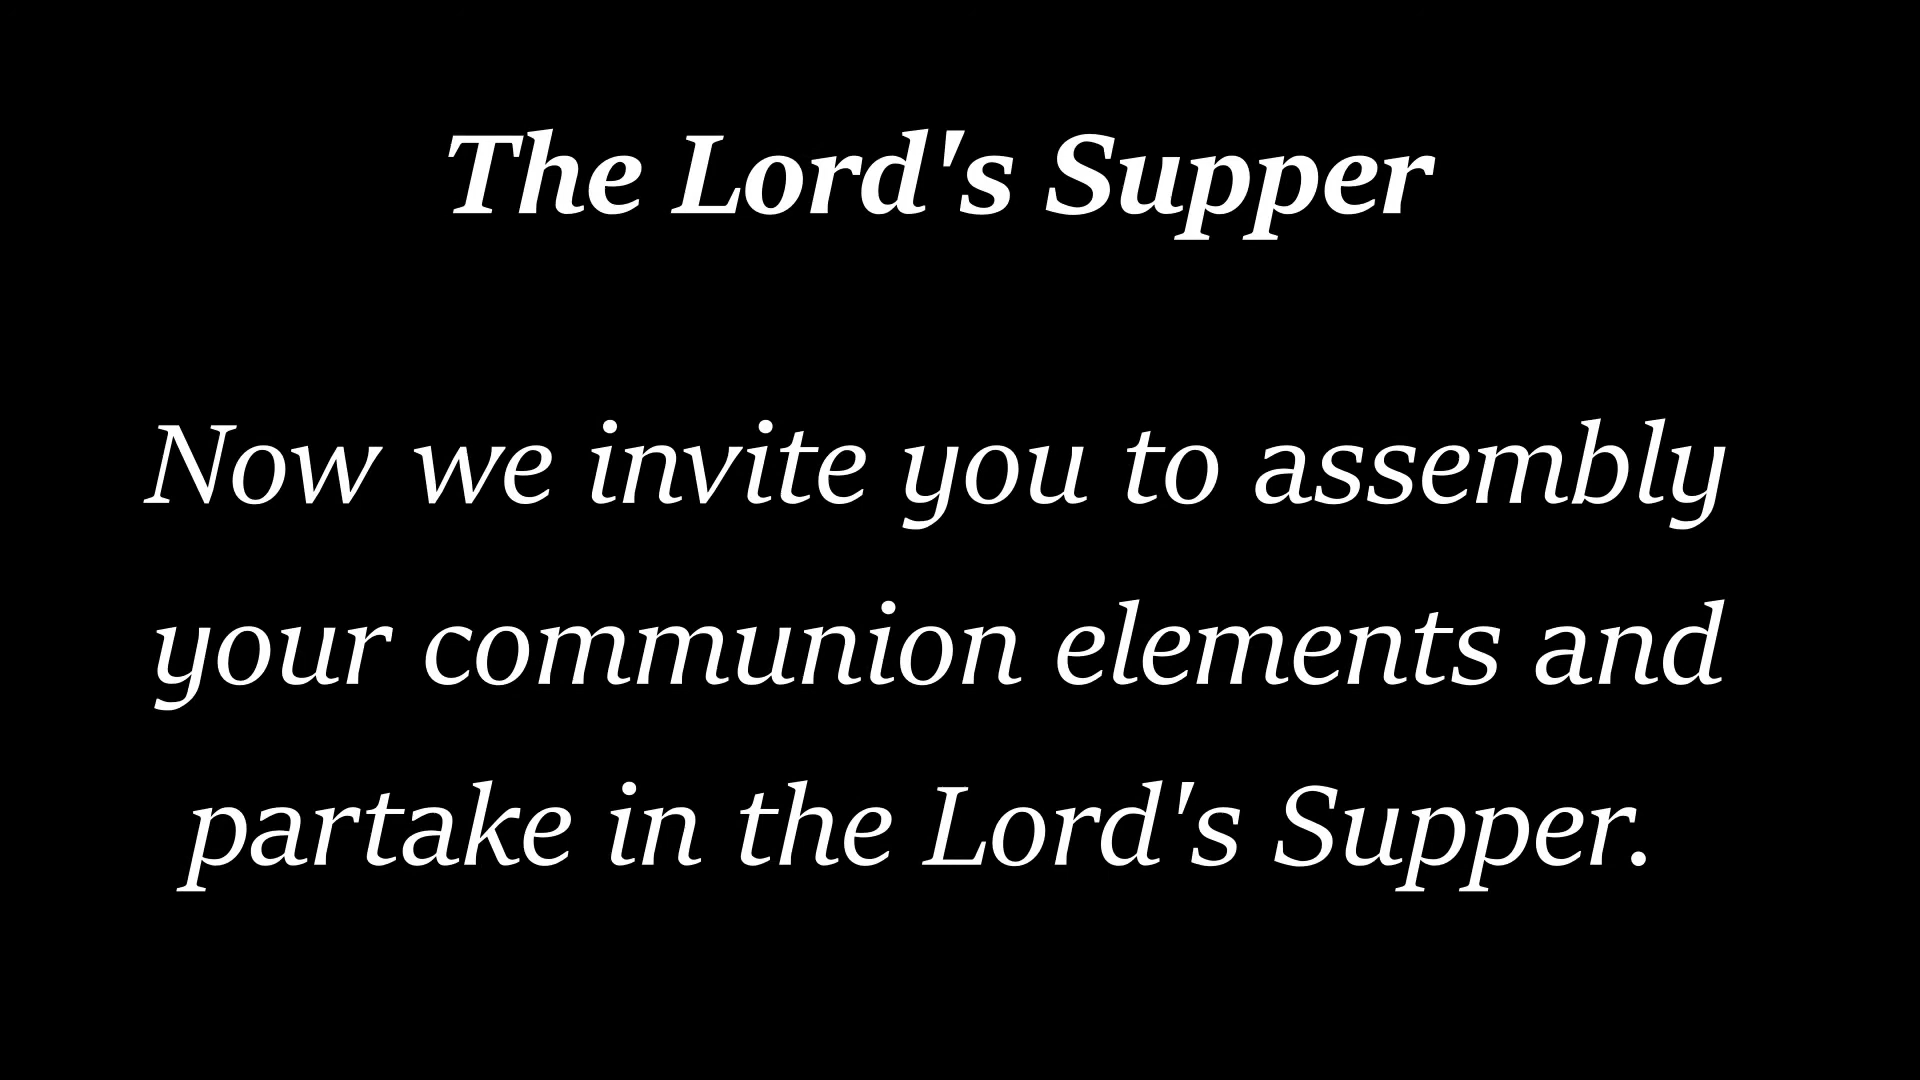 The Lord's Supper
Now we invite you to assembly
your communion elements and
partake in the Lord's Supper.